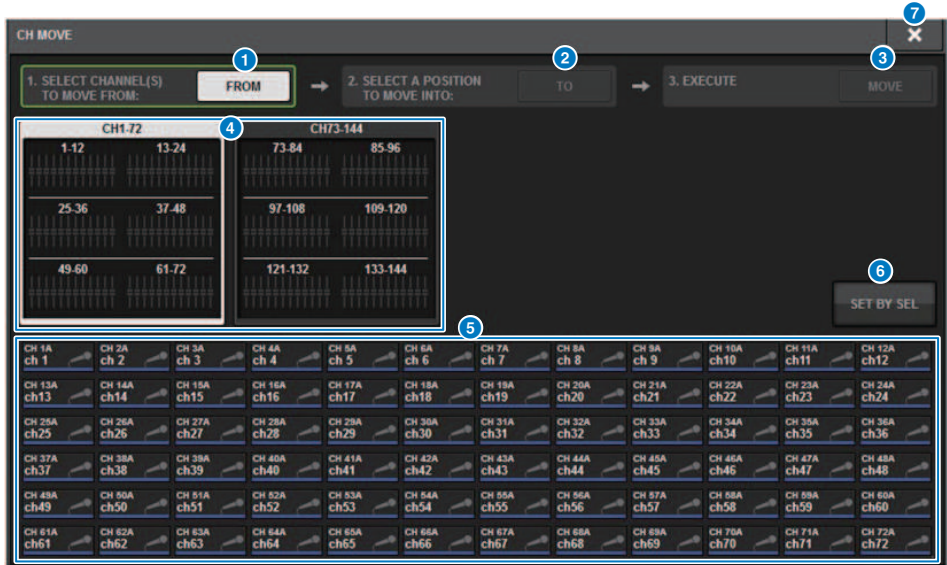 7
CH MOVE ×
1 2 3
1. SELECT CHANNEL(S) TO MOVE FROM: FROM → 2. SELECT A POSITION TO MOVE INTO: TO → 3. EXECUTE MOVE
CH1-72 4 CH73-144
1-12 13-24 73-84 85-96
25-36 37-48 97-108 109-120
49-60 61-72 121-132 133-144
6
SET BY SEL
5
CH 1A CH 2A CH 3A CH 4A CH 5A CH 6A CH 7A CH 8A CH 9A CH 10A CH 11A CH 12A
ch 1 ch 2 ch 3 ch 4 ch 5 ch 6 ch 7 ch 8 ch 9 ch10 ch11 ch12
CH 13A CH 14A CH 15A CH 16A CH 17A CH 18A CH 19A CH 20A CH 21A CH 22A CH 23A CH 24A
ch13 ch14 ch15 ch16 ch17 ch18 ch19 ch20 ch21 ch22 ch23 ch24
CH 25A CH 26A CH 27A CH 28A CH 29A CH 30A CH 31A CH 32A CH 33A CH 34A CH 35A CH 36A
ch25 ch26 ch27 ch28 ch29 ch30 ch31 ch32 ch33 ch34 ch35 ch36
CH 37A CH 38A CH 39A CH 40A CH 41A CH 42A CH 43A CH 44A CH 45A CH 46A CH 47A CH 48A
ch37 ch38 ch39 ch40 ch41 ch42 ch43 ch44 ch45 ch46 ch47 ch48
CH 49A CH 50A CH 51A CH 52A CH 53A CH 54A CH 55A CH 56A CH 57A CH 58A CH 59A CH 60A
ch49 ch50 ch51 ch52 ch53 ch54 ch55 ch56 ch57 ch58 ch59 ch60
CH 61A CH 62A CH 63A CH 64A CH 65A CH 66A CH 67A CH 68A CH 69A CH 70A CH 71A CH 72A
ch61 ch62 ch63 ch64 ch65 ch66 ch67 ch68 ch69 ch70 ch71 ch72